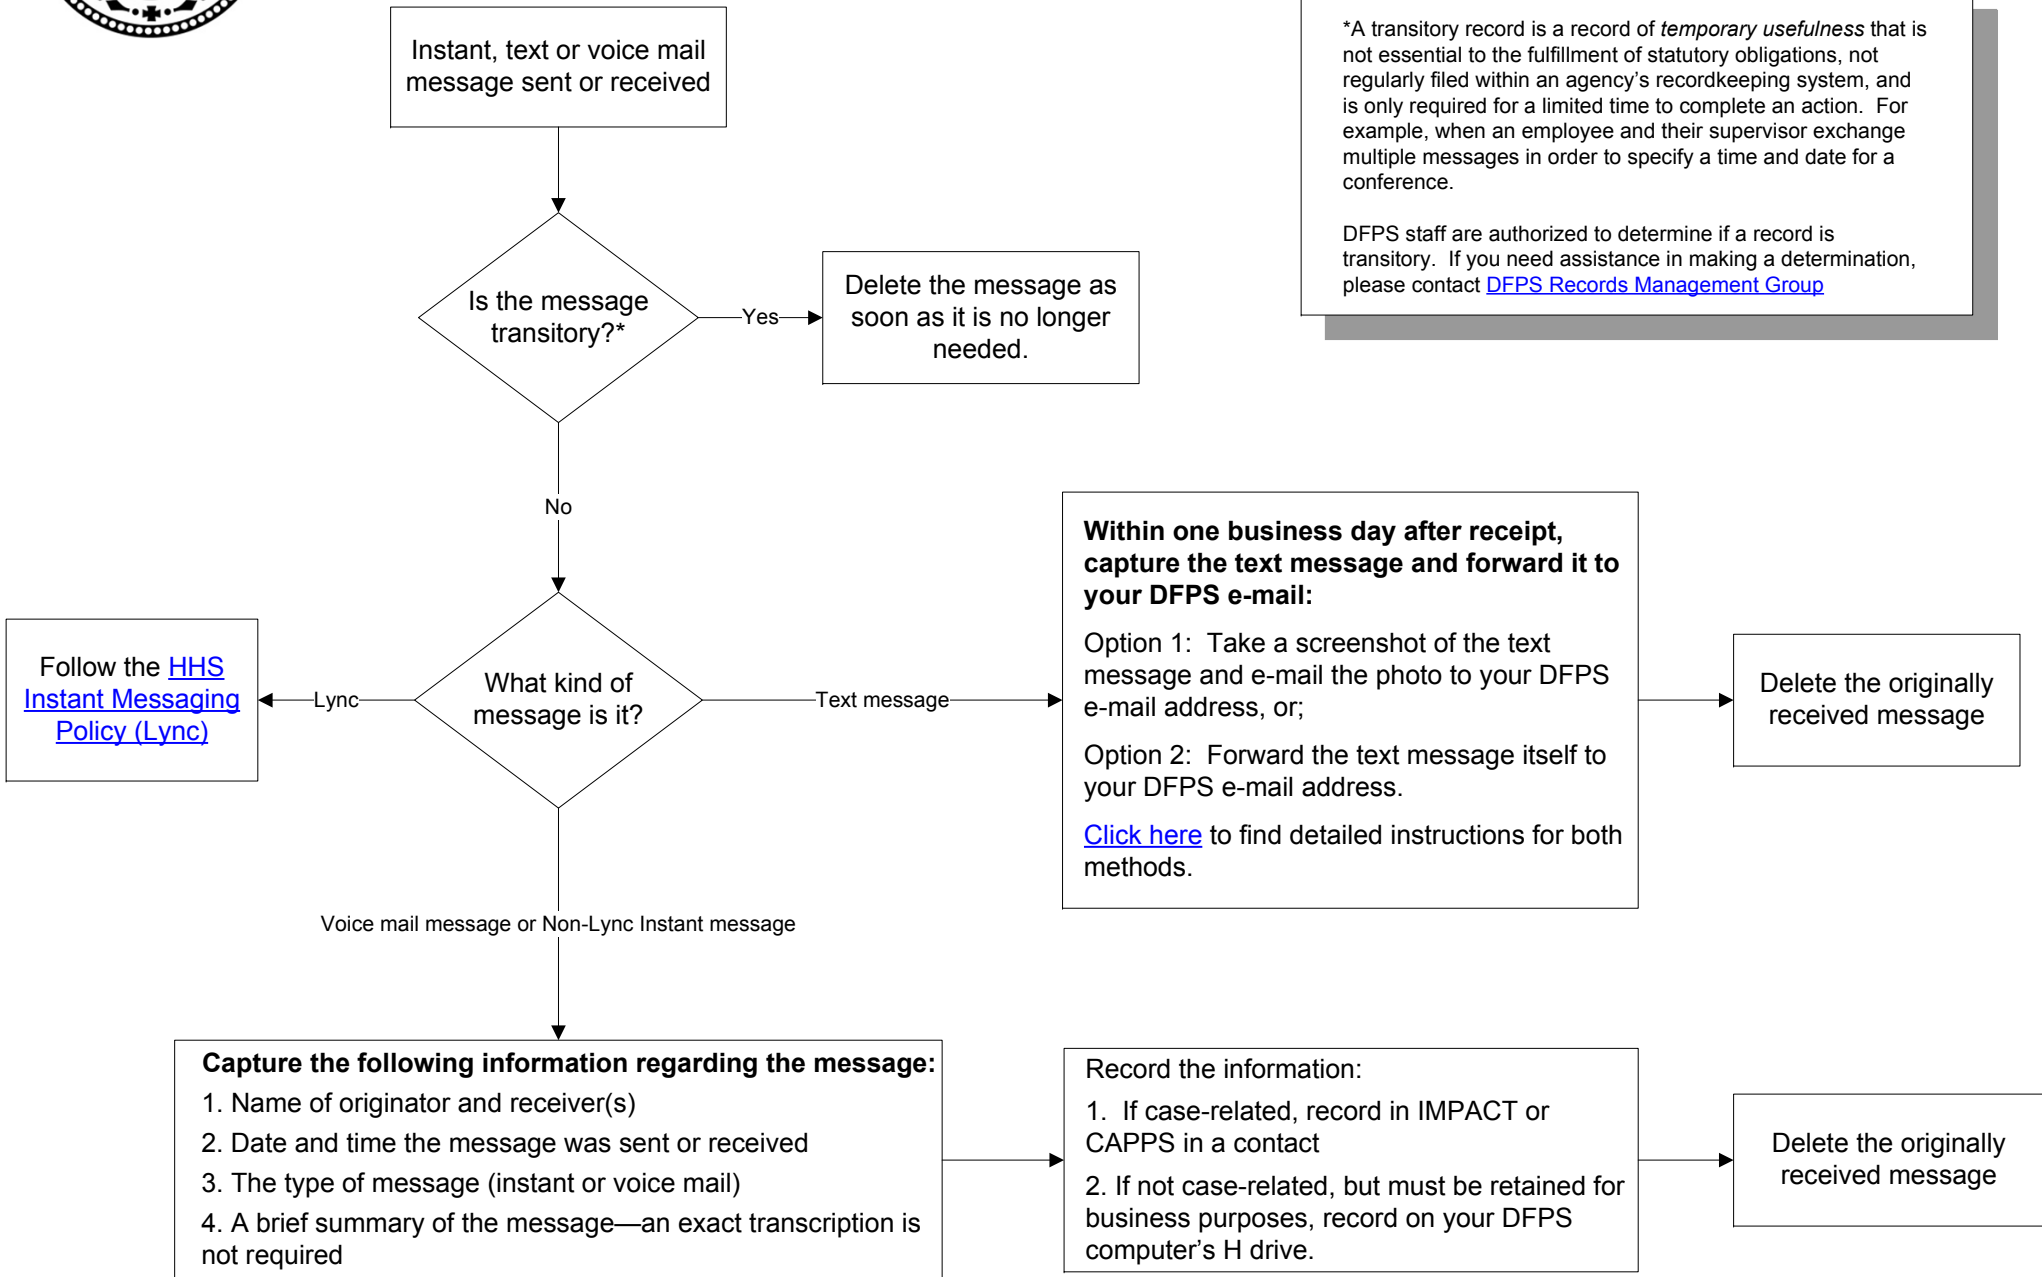 Instant, text or voice mail
message sent or received
*A transitory record is a record of temporary usefulness that is
not essential to the fulfillment of statutory obligations, not
regularly filed within an agency’s recordkeeping system, and
is only required for a limited time to complete an action.  For
example, when an employee and their supervisor exchange
multiple messages in order to specify a time and date for a
conference.
DFPS staff are authorized to determine if a record is
transitory.  If you need assistance in making a determination,
please contact DFPS Records Management Group
Is the message
transitory?*
Yes
Delete the message as
soon as it is no longer
needed.
No
What kind of
message is it?
Lync
Follow the HHS
Instant Messaging
Policy (Lync)
Text message
Within one business day after receipt,
capture the text message and forward it to
your DFPS e-mail:
Option 1:  Take a screenshot of the text
message and e-mail the photo to your DFPS
e-mail address, or;
Option 2:  Forward the text message itself to
your DFPS e-mail address.
Click here to find detailed instructions for both
methods.
Delete the originally
received message
Voice mail message or Non-Lync Instant message
Capture the following information regarding the message:
1. Name of originator and receiver(s)
2. Date and time the message was sent or received
3. The type of message (instant or voice mail)
4. A brief summary of the message—an exact transcription is
not required
Record the information:
1.  If case-related, record in IMPACT or
CAPPS in a contact
2. If not case-related, but must be retained for
business purposes, record on your DFPS
computer’s H drive.
Delete the originally
received message